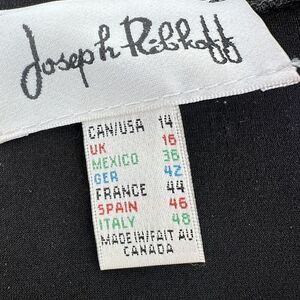 Joseph Ribkoff
CAN/USA 14
UK 16
MEXICO 36
GER 42
FRANCE 44
SPAIN 46
ITALY 48
MADE IN/FAIT AU
CANADA